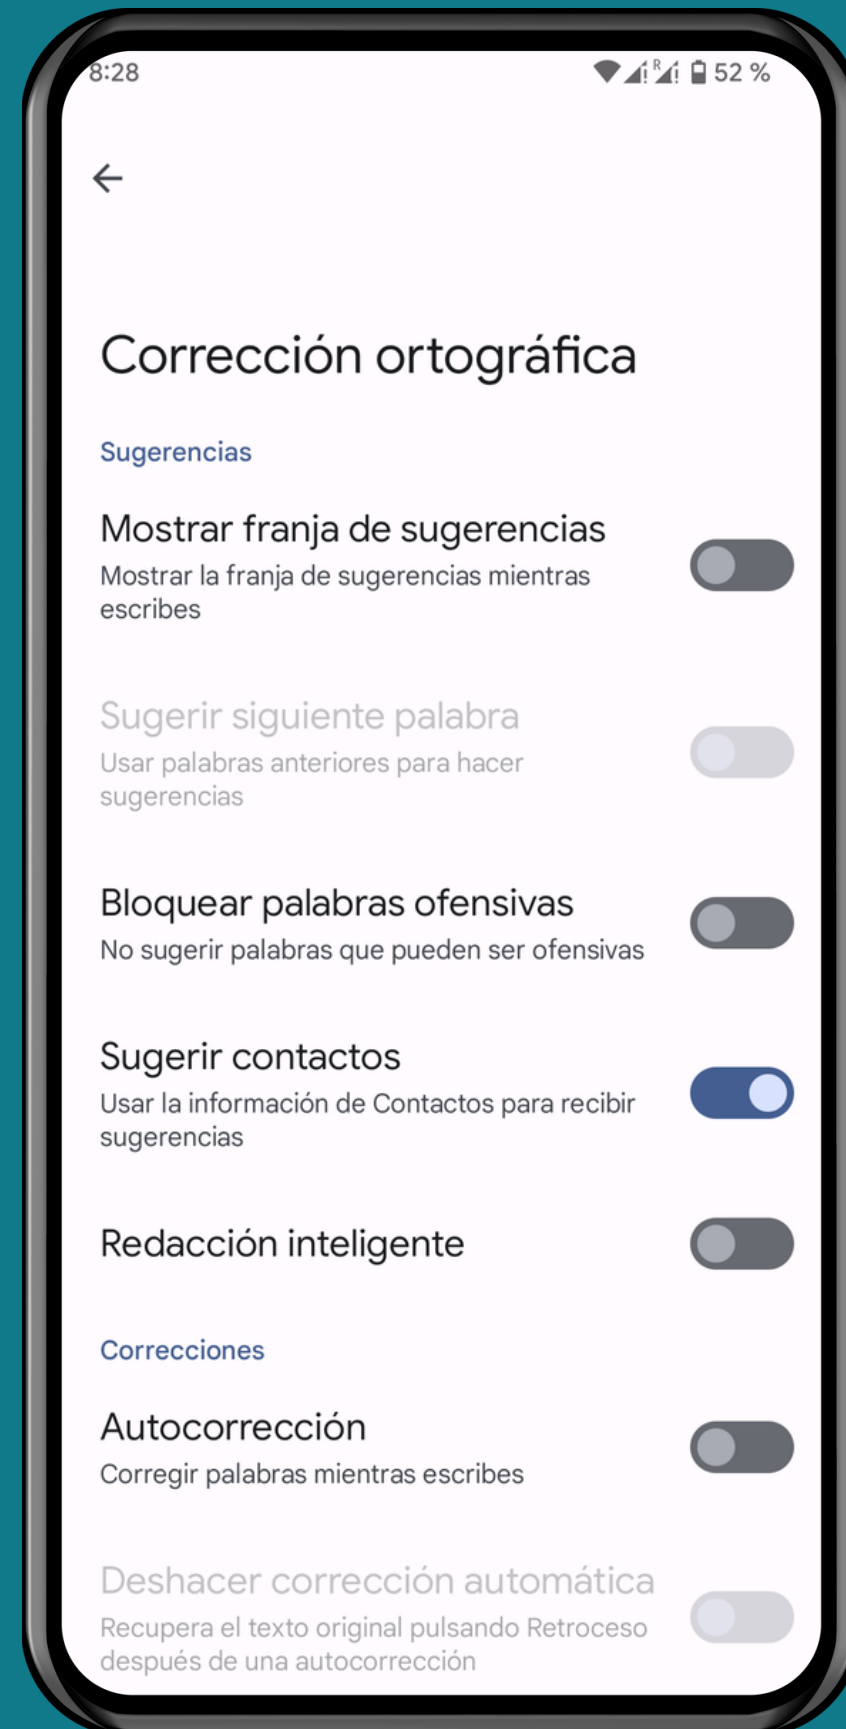 8:28
R
52 %
Corrección ortográfica
Sugerencias
Mostrar franja de sugerencias
Mostrar la franja de sugerencias mientras
escribes
Sugerir siguiente palabra
Usar palabras anteriores para hacer
sugerencias
Bloquear palabras ofensivas
No sugerir palabras que pueden ser ofensivas
Sugerir contactos
Usar la información de Contactos para recibir
sugerencias
Redacción inteligente
Correcciones
Autocorrección
Corregir palabras mientras escribes
Deshacer corrección automática
Recupera el texto original pulsando Retroceso
después de una autocorrección